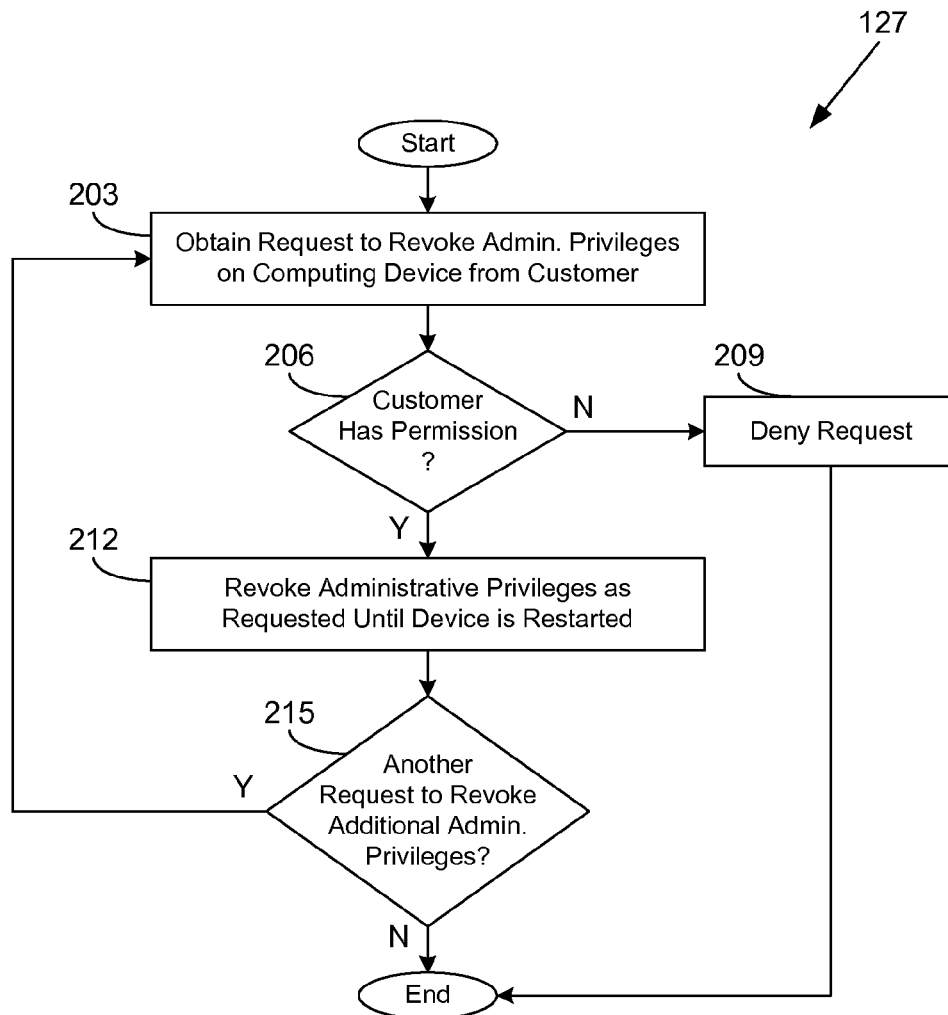 127
Start
203
Obtain Request to Revoke Admin. Privileges
on Computing Device from Customer
206
Customer
Has Permission
?
N
209
Deny Request
Y
212
Revoke Administrative Privileges as
Requested Until Device is Restarted
215
Another
Request to Revoke
Additional Admin.
Privileges?
Y
N
End